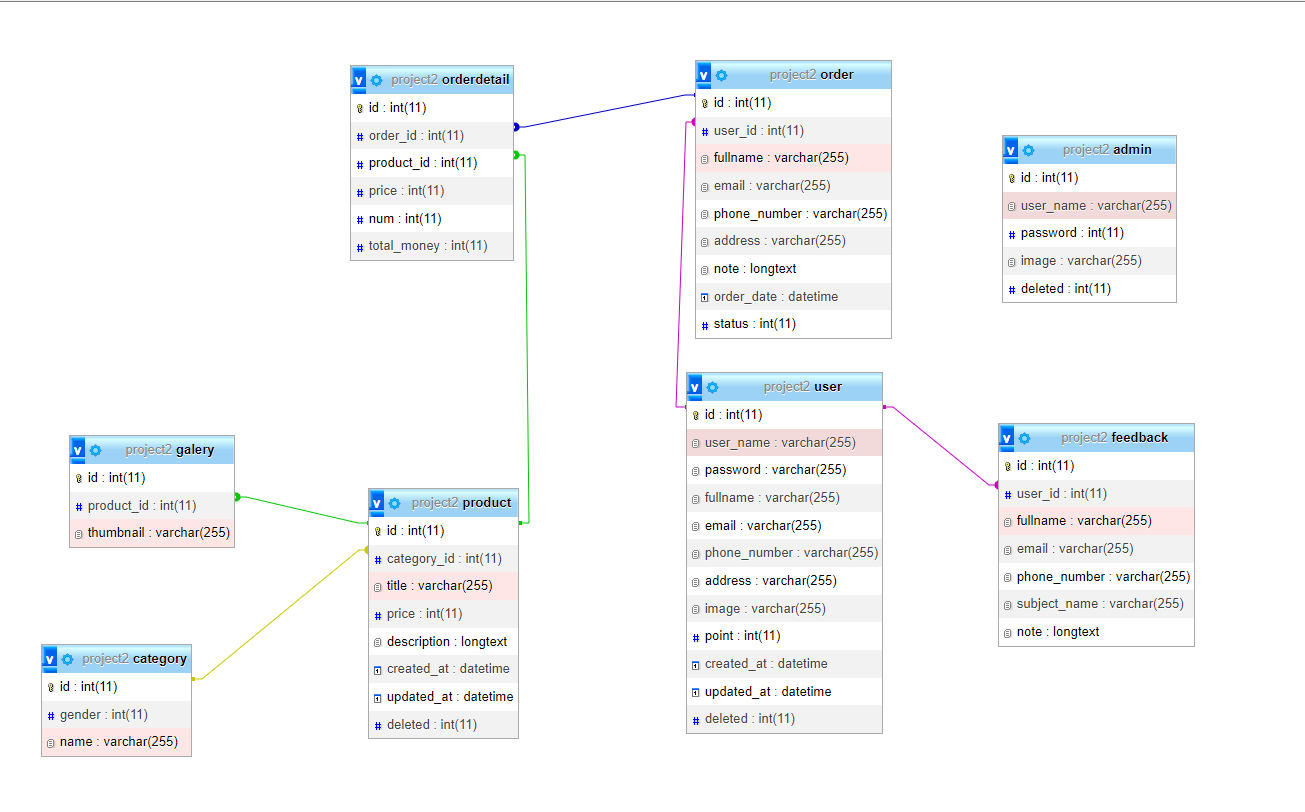 project2 orderdetail
id : int(11)
order_id : int(11)
product_id : int(11)
price : int(11)
num : int(11)
total_money : int(11)
project2 order
id : int(11)
user_id : int(11)
fullname : varchar(255)
email : varchar(255)
phone_number : varchar(255)
address : varchar(255)
note : longtext
order_date : datetime
status : int(11)
project2 admin
id : int(11)
user_name : varchar(255)
password : int(11)
image : varchar(255)
deleted : int(11)
project2 galery
id : int(11)
product_id : int(11)
thumbnail : varchar(255)
project2 product
id : int(11)
category_id : int(11)
title : varchar(255)
price : int(11)
description : longtext
created_at : datetime
updated_at : datetime
deleted : int(11)
project2 user
id : int(11)
user_name : varchar(255)
password : varchar(255)
fullname : varchar(255)
email : varchar(255)
phone_number : varchar(255)
address : varchar(255)
image : varchar(255)
point : int(11)
created_at : datetime
updated_at : datetime
deleted : int(11)
project2 feedback
id : int(11)
user_id : int(11)
fullname : varchar(255)
email : varchar(255)
phone_number : varchar(255)
subject_name : varchar(255)
note : longtext
project2 category
id : int(11)
gender : int(11)
name : varchar(255)